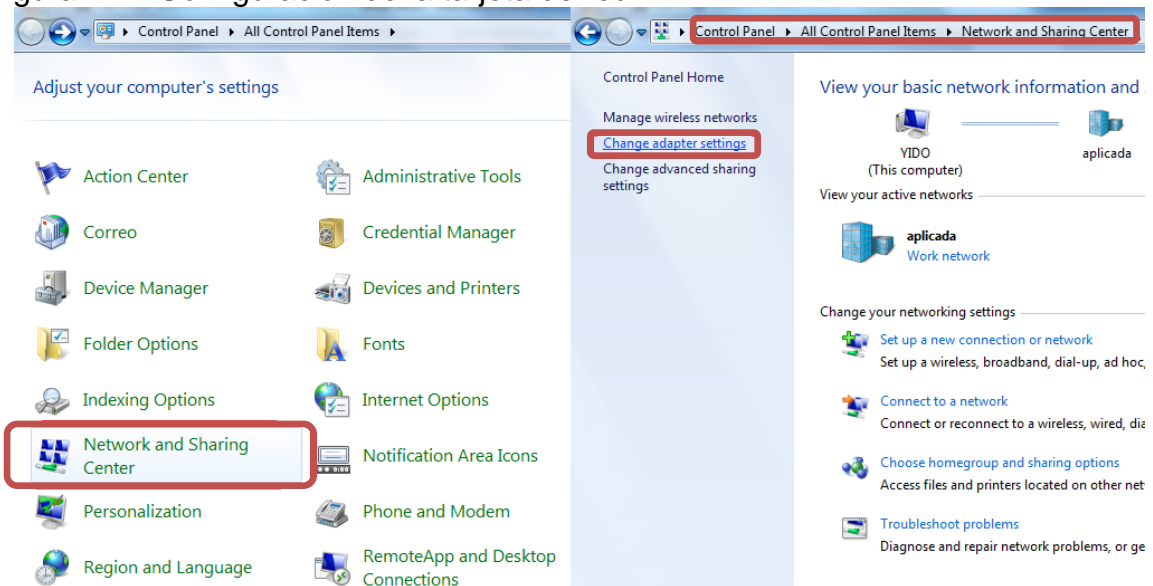 Control Panel ▸ All Control Panel Items ▸
Adjust your computer's settings
Action Center
Administrative Tools
Correo
Credential Manager
Device Manager
Devices and Printers
Folder Options
Fonts
Indexing Options
Internet Options
Network and Sharing
Center
Notification Area Icons
Personalization
Phone and Modem
Region and Language
RemoteApp and Desktop
Connections
Control Panel ▸ All Control Panel Items ▸ Network and Sharing Center
Control Panel Home
Manage wireless networks
Change adapter settings
Change advanced sharing
settings
View your basic network information and
YIDO
(This computer)
aplicada
View your active networks
aplicada
Work network
Change your networking settings
Set up a new connection or network
Set up a wireless, broadband, dial-up, ad hoc,
Connect to a network
Connect or reconnect to a wireless, wired, dia
Choose homegroup and sharing options
Access files and printers located on other net
Troubleshoot problems
Diagnose and repair network problems, or ge